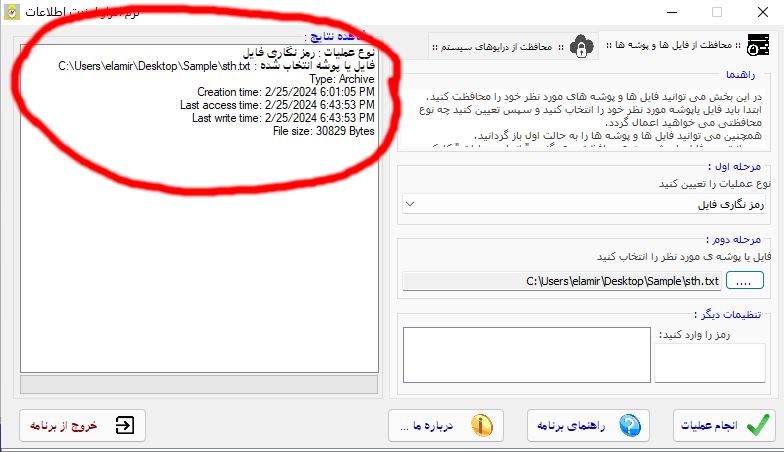 :: محافظت از فایل ها و پوشه ها ::
:: محافظت از درایوهای سیستم ::
راهنما
در این بخش می توانید فایل ها و پوشه های مورد نظر خود را محافظت کنید.
ابتدا باید فایل یاپوشه مورد نظر خود را انتخاب کنید و سپس تعیین کنید چه نوع
محافظتی می خواهید اعمال گردد.
همچنین می توانید فایل ها و پوشه ها را به حالت اول باز گردانید.
مرحله اول :
نوع عملیات را تعیین کنید
رمز نگاری فایل
مرحله دوم :
فایل یا پوشه ی مورد نظر را انتخاب کنید
C:\Users\elamir\Desktop\Sample\sth.txt
....
تنظیمات دیگر :
رمز را وارد کنید:
مشاهده نتایج :
نوع عملیات : رمز نگاری فایل
فایل یا پوشه انتخاب شده : C:\Users\elamir\Desktop\Sample\sth.txt
Type: Archive
Creation time: 2/25/2024 6:01:05 PM
Last access time: 2/25/2024 6:43:53 PM
Last write time: 2/25/2024 6:43:53 PM
File size: 30829 Bytes
انجام عملیات
راهنمای برنامه
درباره ما ...
خروج از برنامه